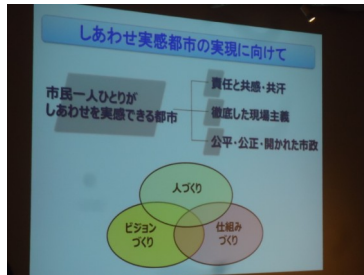 しあわせ実感都市の実現に向けて
市民一人ひとりが
しあわせを実感できる都市
責任と共感・共汗
徹底した現場主義
公平・公正・開かれた市政
人づくり
ビジョン
づくり
仕組み
づくり